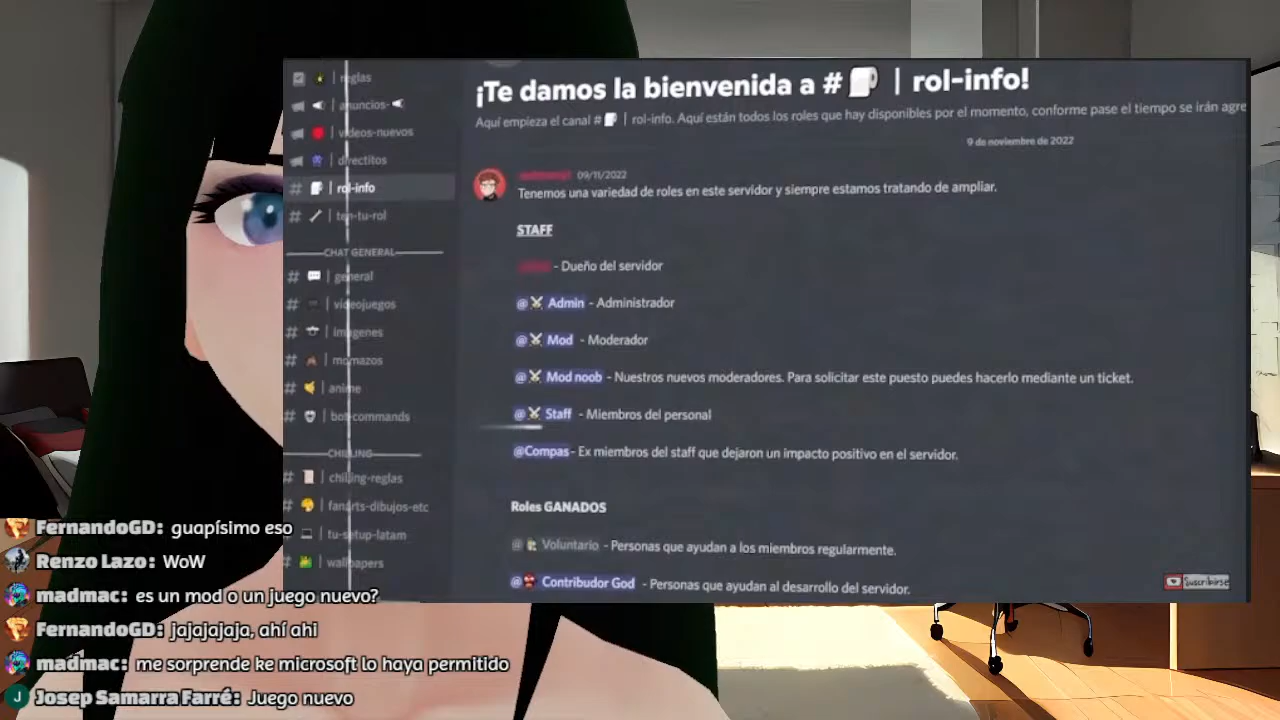 | reglas
| anuncios-
| videos-nuevos
| directitos
# | rol-info
# | ten-tu-rol
CHAT GENERAL
# | general
# | videojuegos
# | imagenes
# | momazos
# | anime
# | bot-commands
CHILLING
# | chilling-reglas
# | fanarts-dibujos-etc
| tu-setup-latam
# | wallpapers
¡Te damos la bienvenida a # | rol-info!
Aquí empieza el canal # | rol-info. Aquí están todos los roles que hay disponibles por el momento, conforme pase el tiempo se irán agre
9 de noviembre de 2022
09/11/2022
Tenemos una variedad de roles en este servidor y siempre estamos tratando de ampliar.
STAFF
- Dueño del servidor
@ Admin - Administrador
@ Mod - Moderador
@ Mod noob - Nuestros nuevos moderadores. Para solicitar este puesto puedes hacerlo mediante un ticket.
@ Staff - Miembros del personal
@Compas - Ex miembros del staff que dejaron un impacto positivo en el servidor.
Roles GANADOS
@ Voluntario - Personas que ayudan a los miembros regularmente.
@ Contribudor God - Personas que ayudan al desarrollo del servidor.
Suscribirse
FernandoGD: guapísimo eso
Renzo Lazo: WoW
madmac: es un mod o un juego nuevo?
FernandoGD: jajajajaja, ahí ahi
madmac: me sorprende ke microsoft lo haya permitido
J Josep Samarra Farré: Juego nuevo